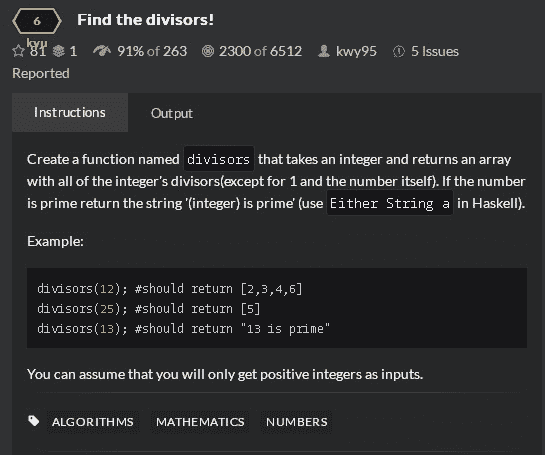 6 kyu Find the divisors!
81 1 91% of 263 2300 of 6512 kwy95 5 Issues
Reported
Instructions Output
Create a function named divisors that takes an integer and returns an array
with all of the integer's divisors(except for 1 and the number itself). If the number
is prime return the string '(integer) is prime' (use Either String a in Haskell).
Example:
divisors(12); #should return [2,3,4,6]
divisors(25); #should return [5]
divisors(13); #should return "13 is prime"
You can assume that you will only get positive integers as inputs.
ALGORITHMS MATHEMATICS NUMBERS